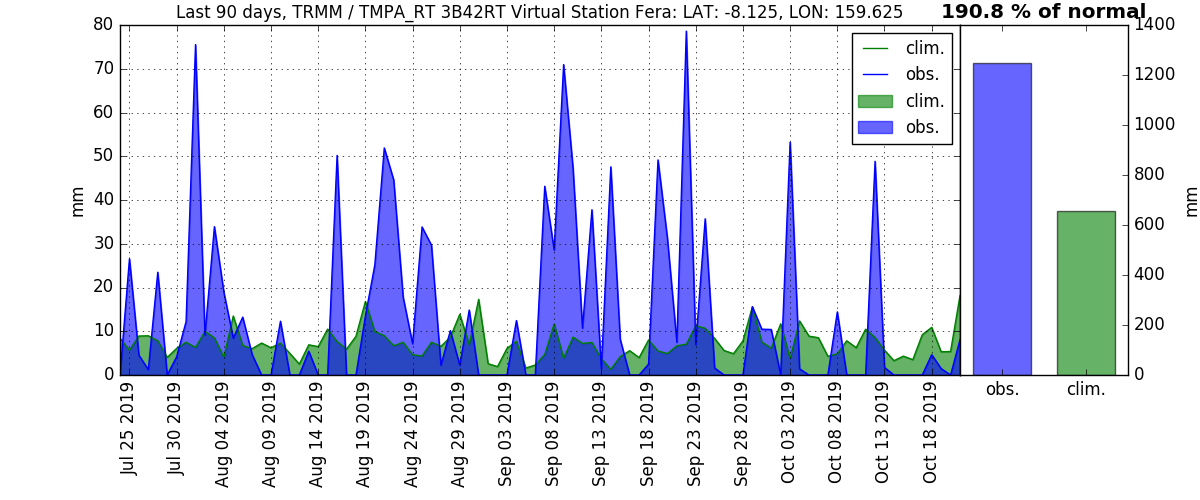 Last 90 days, TRMM / TMPA_RT 3B42RT Virtual Station Fera: LAT: -8.125, LON: 159.625
190.8 % of normal
80
70
60
50
40
30
20
10
0
mm
clim.
obs.
clim.
obs.
1400
1200
1000
800
600
400
200
0
mm
Jul 25 2019
Jul 30 2019
Aug 04 2019
Aug 09 2019
Aug 14 2019
Aug 19 2019
Aug 24 2019
Aug 29 2019
Sep 03 2019
Sep 08 2019
Sep 13 2019
Sep 18 2019
Sep 23 2019
Sep 28 2019
Oct 03 2019
Oct 08 2019
Oct 13 2019
Oct 18 2019
obs.
clim.